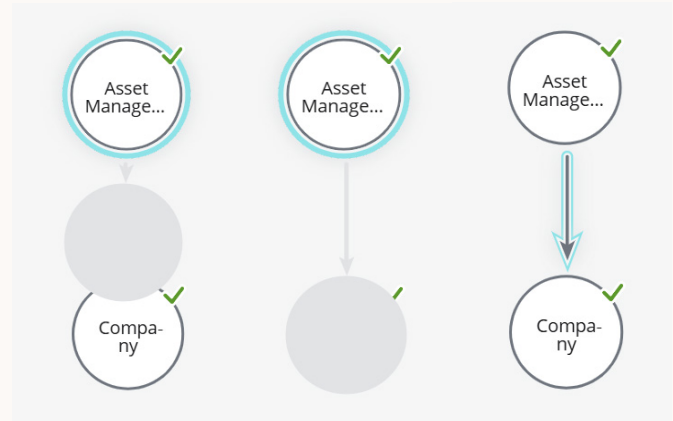 Asset
Manage...
Asset
Manage...
Asset
Manage...
Compa-
ny
Compa-
ny